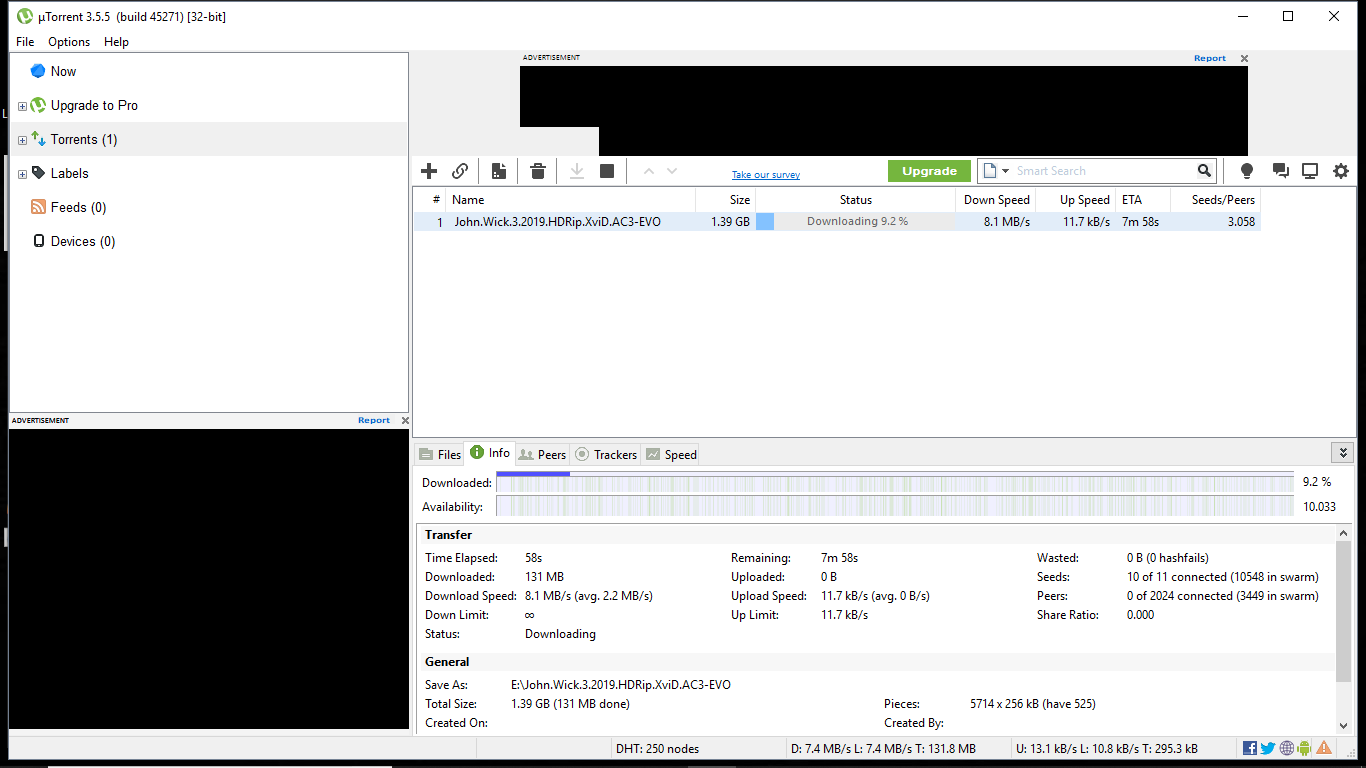 µTorrent 3.5.5 (build 45271) [32-bit]
File Options Help
Now
Upgrade to Pro
Torrents (1)
Labels
Feeds (0)
Devices (0)
ADVERTISEMENT Report
Take our survey
Upgrade
Smart Search
# Name Size Status Down Speed Up Speed ETA Seeds/Peers
1 John.Wick.3.2019.HDRip.XviD.AC3-EVO 1.39 GB Downloading 9.2 % 8.1 MB/s 11.7 kB/s 7m 58s 3.058
ADVERTISEMENT Report
Files Info Peers Trackers Speed
Downloaded: 9.2 %
Availability: 10.033
Transfer
Time Elapsed: 58s Remaining: 7m 58s Wasted: 0 B (0 hashfails)
Downloaded: 131 MB Uploaded: 0 B Seeds: 10 of 11 connected (10548 in swarm)
Download Speed: 8.1 MB/s (avg. 2.2 MB/s) Upload Speed: 11.7 kB/s (avg. 0 B/s) Peers: 0 of 2024 connected (3449 in swarm)
Down Limit: ∞ Up Limit: 11.7 kB/s Share Ratio: 0.000
Status: Downloading
General
Save As: E:\John.Wick.3.2019.HDRip.XviD.AC3-EVO
Total Size: 1.39 GB (131 MB done) Pieces: 5714 x 256 kB (have 525)
Created On: Created By:
DHT: 250 nodes D: 7.4 MB/s L: 7.4 MB/s T: 131.8 MB U: 13.1 kB/s L: 10.8 kB/s T: 295.3 kB